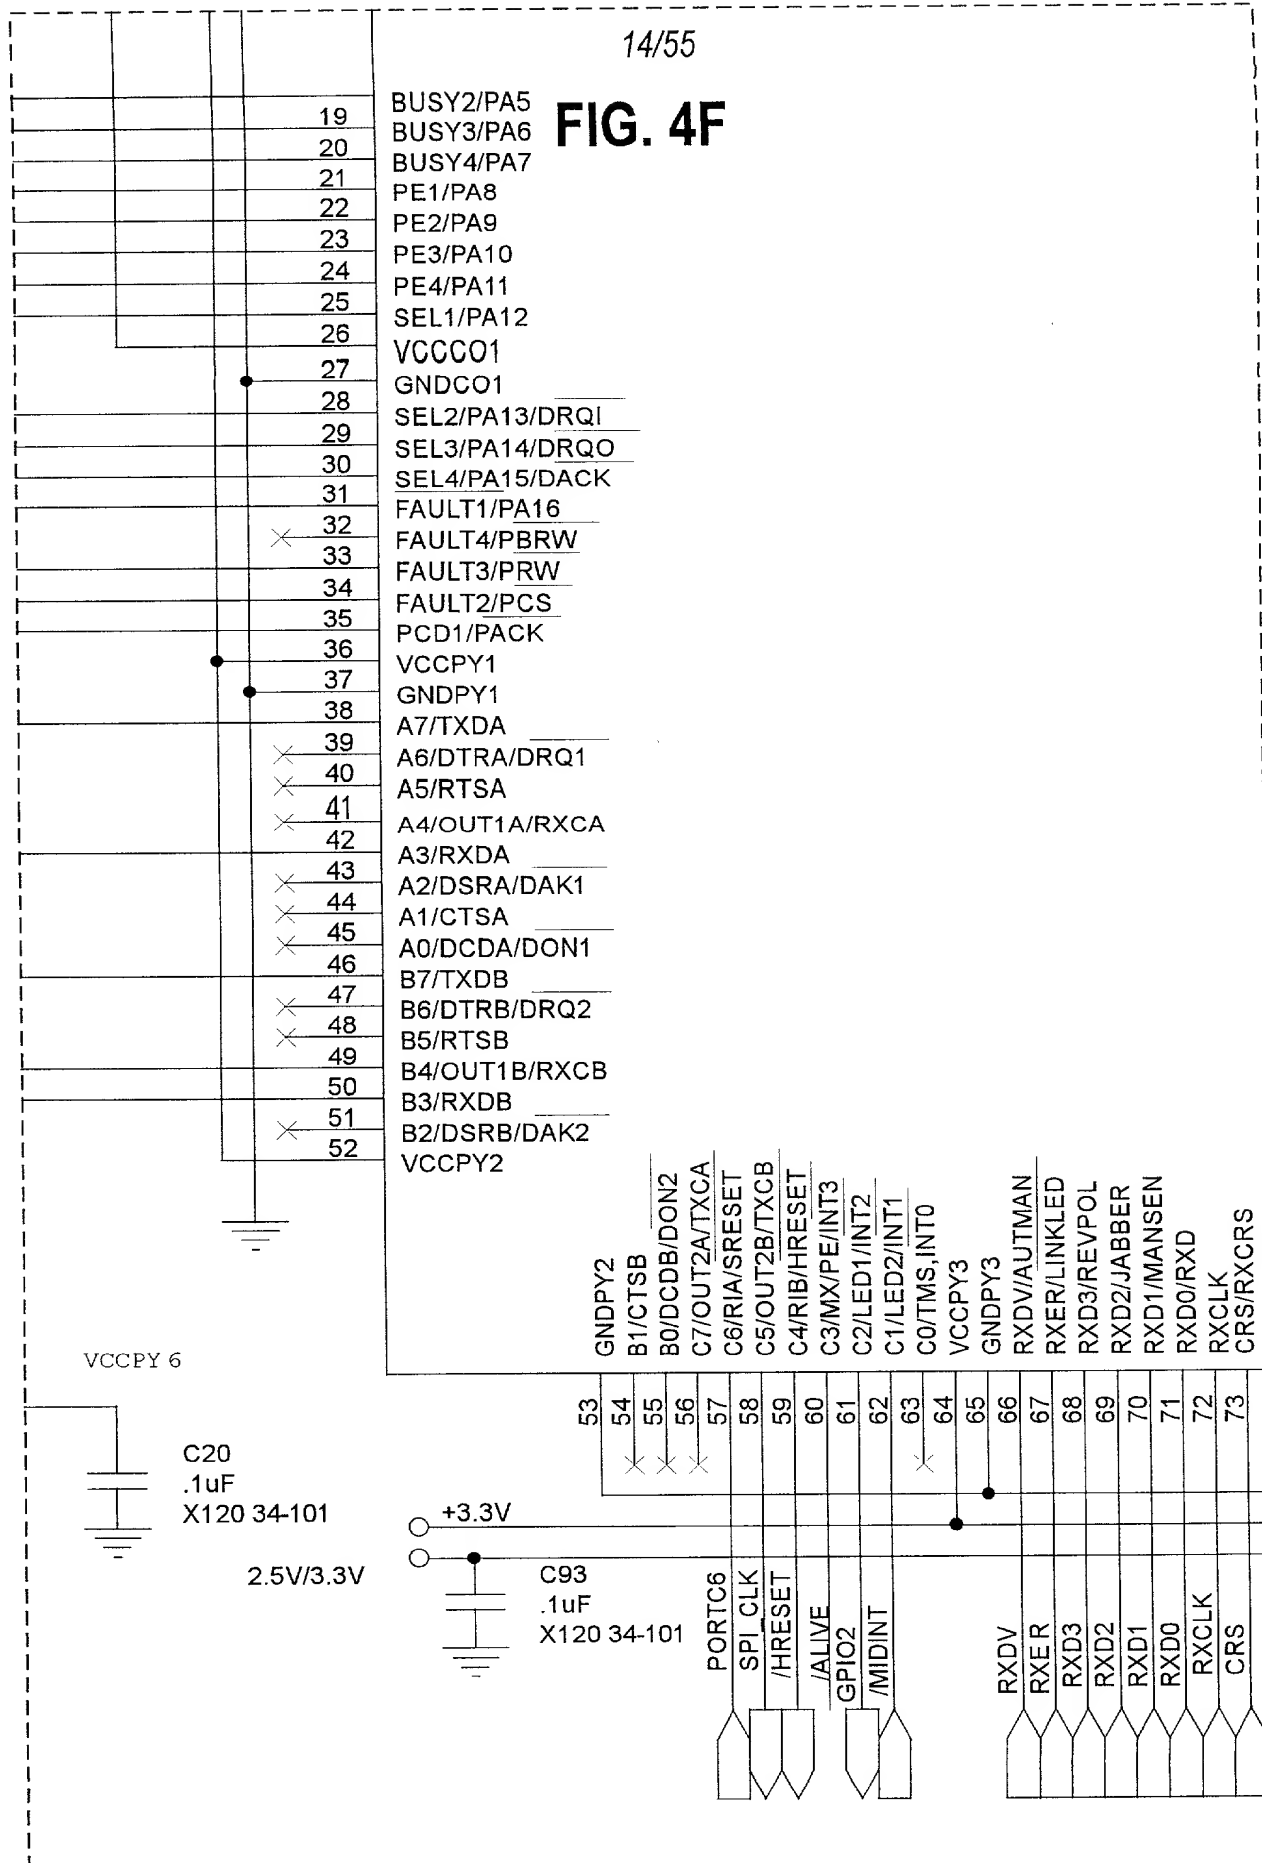 14/55
FIG. 4F
BUSY2/PA5
19 BUSY3/PA6
20 BUSY4/PA7
21 PE1/PA8
22 PE2/PA9
23 PE3/PA10
24 PE4/PA11
25 SEL1/PA12
26 VCCCO1
27 GNDCO1
28 SEL2/PA13/DRQI
29 SEL3/PA14/DRQO
30 SEL4/PA15/DACK
31 FAULT1/PA16
32 FAULT4/PBRW
33 FAULT3/PRW
34 FAULT2/PCS
35 PCD1/PACK
36 VCCPY1
37 GNDPY1
38 A7/TXDA
39 A6/DTRA/DRQ1
40 A5/RTSA
41 A4/OUT1A/RXCA
42 A3/RXDA
43 A2/DSRA/DAK1
44 A1/CTSA
45 A0/DCDA/DON1
46 B7/TXDB
47 B6/DTRB/DRQ2
48 B5/RTSB
49 B4/OUT1B/RXCB
50 B3/RXDB
51 B2/DSRB/DAK2
52 VCCPY2
GNDPY2
B1/CTSB
B0/DCDB/DON2
C7/OUT2A/TXCA
C6/RIA/SRESET
C5/OUT2B/TXCB
C4/RIB/HRESET
C3/MX/PE/INT3
C2/LED1/INT2
C1/LED2/INT1
C0/TMS,INT0
VCCPY3
GNDPY3
RXDV/AUTMAN
RXER/LINKLED
RXD3/REVPOL
RXD2/JABBER
RXD1/MANSEN
RXD0/RXD
RXCLK
CRS/RXCRS
53
54
55
56
57
58
59
60
61
62
63
64
65
66
67
68
69
70
71
72
73
VCCPY 6
C20
.1uF
X120 34-101
+3.3V
2.5V/3.3V
C93
.1uF
X120 34-101
PORTC6
SPI_CLK
/HRESET
/ALIVE
GPIO2
/MIDINT
RXDV
RXER
RXD3
RXD2
RXD1
RXD0
RXCLK
CRS